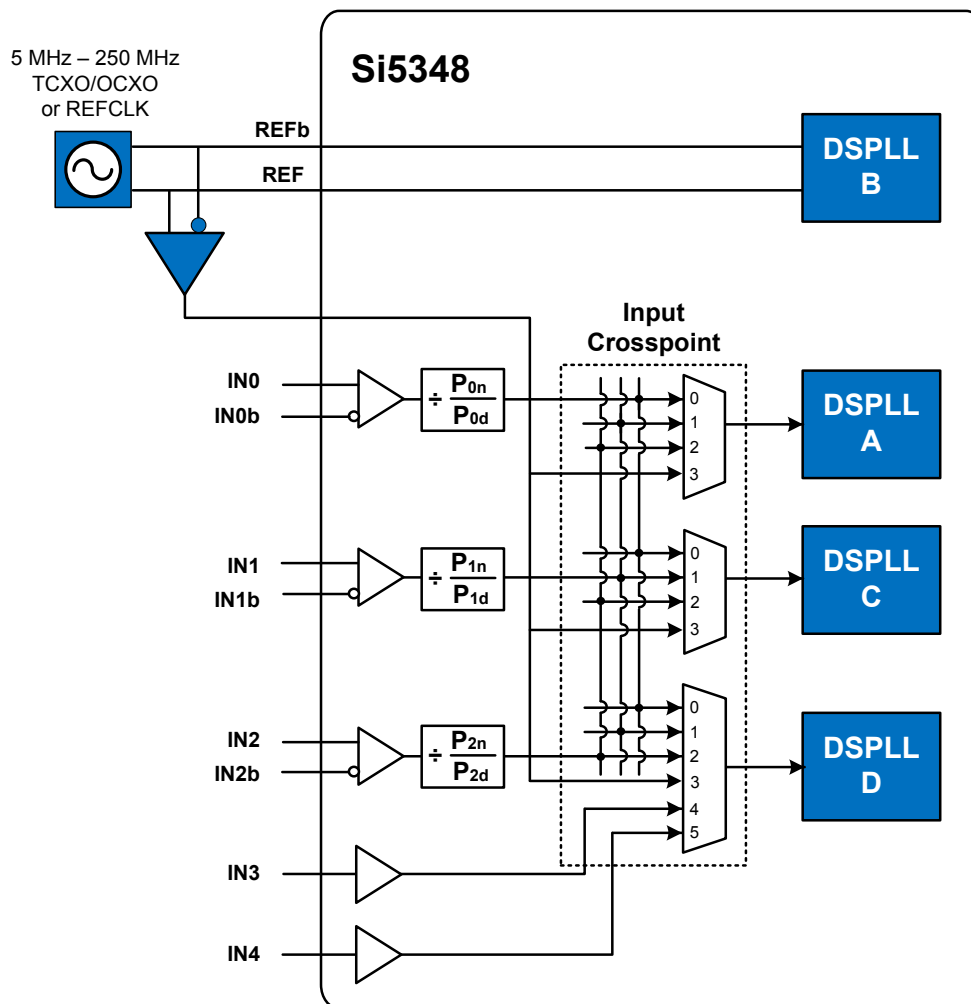 5 MHz – 250 MHz
TCXO/OCXO
or REFCLK
Si5348
REFb
REF
DSPLL
B
Input
Crosspoint
IN0
IN0b
÷ P0n
P0d
0
1
2
3
DSPLL
A
IN1
IN1b
÷ P1n
P1d
0
1
2
3
DSPLL
C
IN2
IN2b
÷ P2n
P2d
0
1
2
3
4
5
DSPLL
D
IN3
IN4